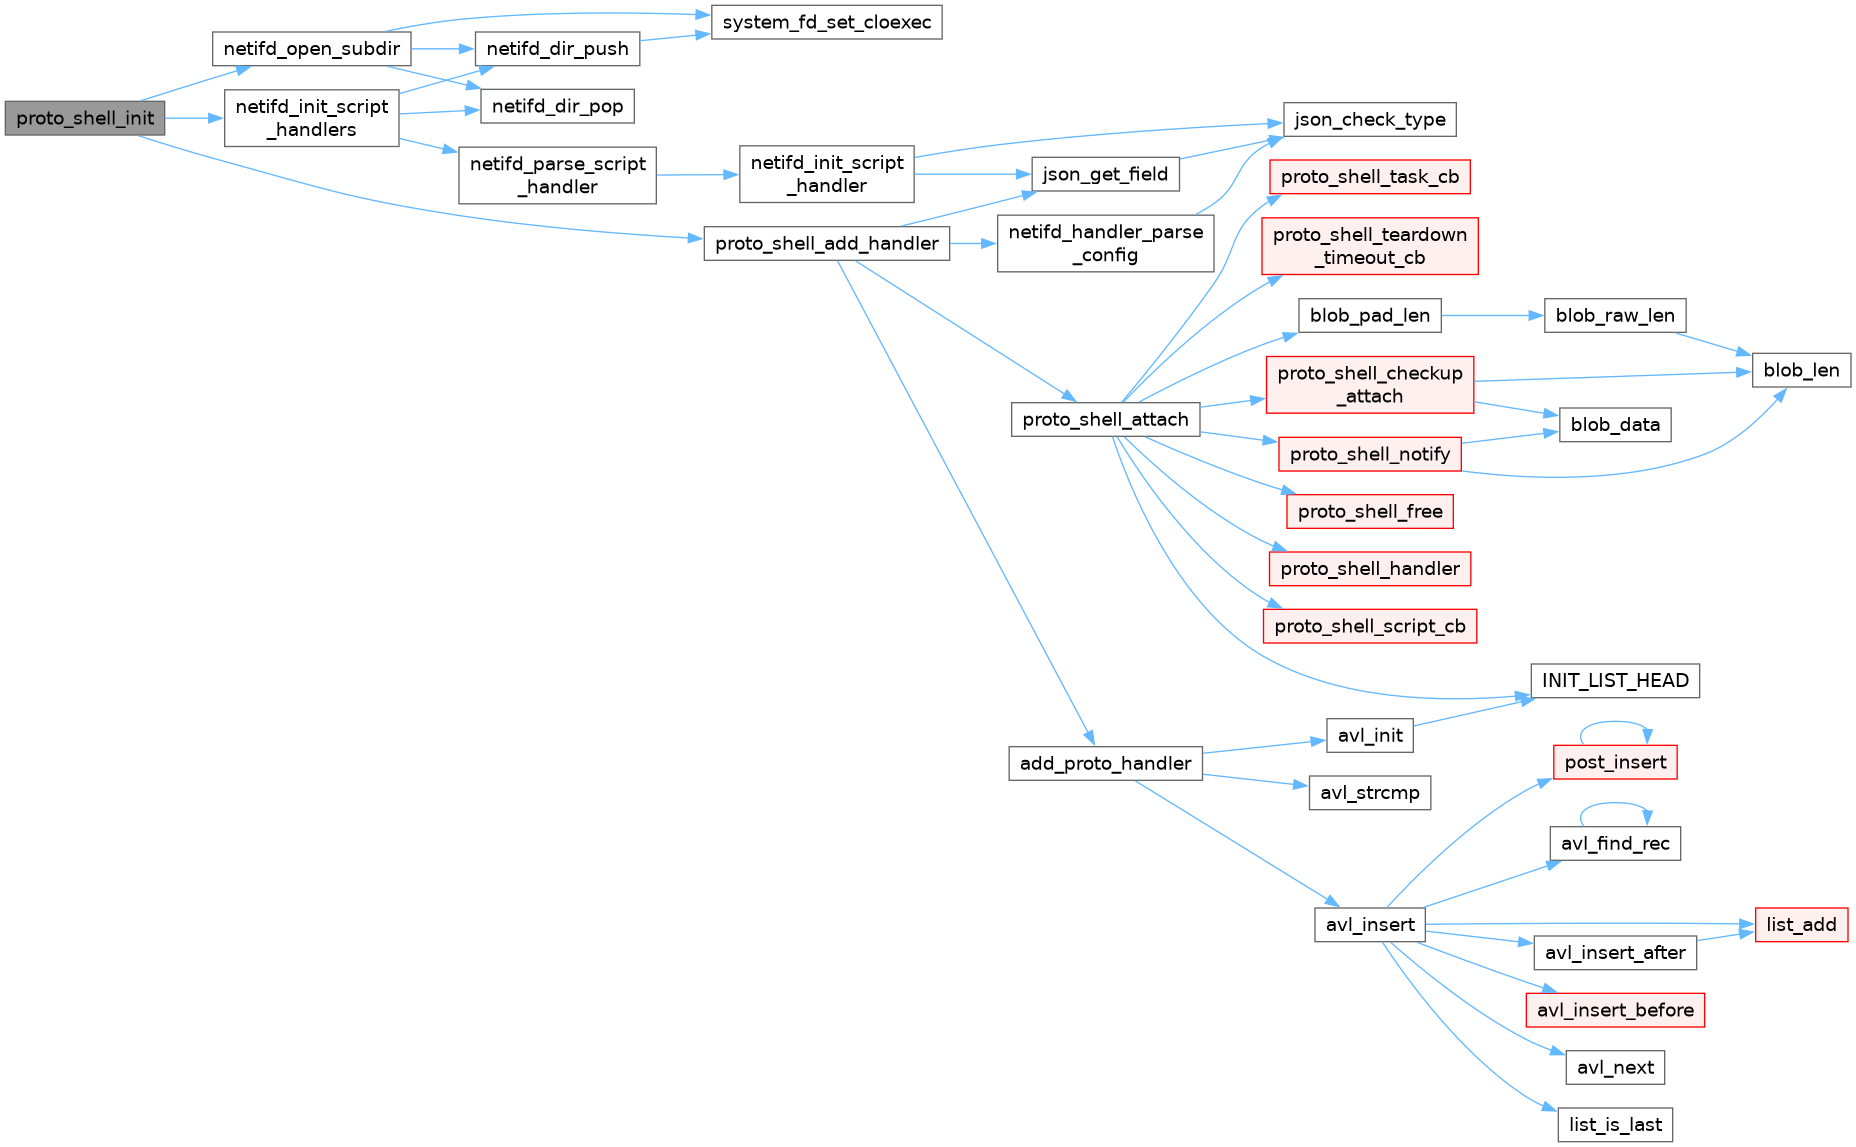 proto_shell_init
netifd_open_subdir
netifd_init_script
_handlers
netifd_dir_push
netifd_dir_pop
netifd_parse_script
_handler
system_fd_set_cloexec
netifd_init_script
_handler
proto_shell_add_handler
json_get_field
netifd_handler_parse
_config
proto_shell_attach
add_proto_handler
json_check_type
proto_shell_task_cb
proto_shell_teardown
_timeout_cb
blob_pad_len
proto_shell_checkup
_attach
proto_shell_notify
proto_shell_free
proto_shell_handler
proto_shell_script_cb
avl_init
avl_strcmp
avl_insert
blob_raw_len
blob_len
blob_data
INIT_LIST_HEAD
post_insert
avl_find_rec
list_add
avl_insert_after
avl_insert_before
avl_next
list_is_last